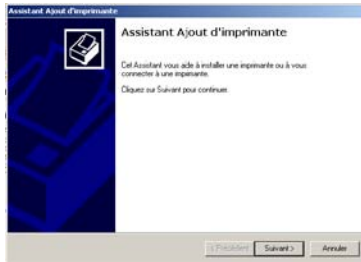 Assistant Ajout d'imprimante
Assistant Ajout d'imprimante
Cet Assistant vous aide à installer une imprimante ou à vous
connecter à une imprimante.
Cliquez sur Suivant pour continuer.
< Précédent Suivant > Annuler